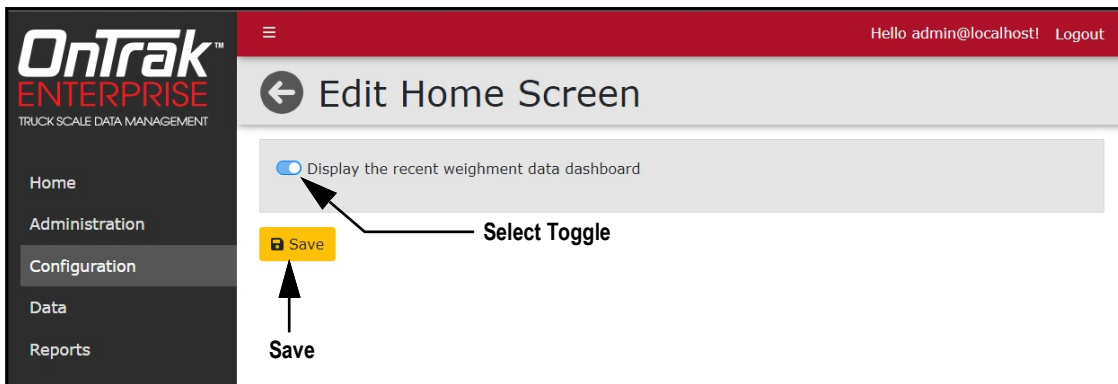 OnTrak™
ENTERPRISE
TRUCK SCALE DATA MANAGEMENT
Home
Administration
Configuration
Data
Reports
Hello admin@localhost! Logout
Edit Home Screen
Display the recent weighment data dashboard
Select Toggle
Save
Save